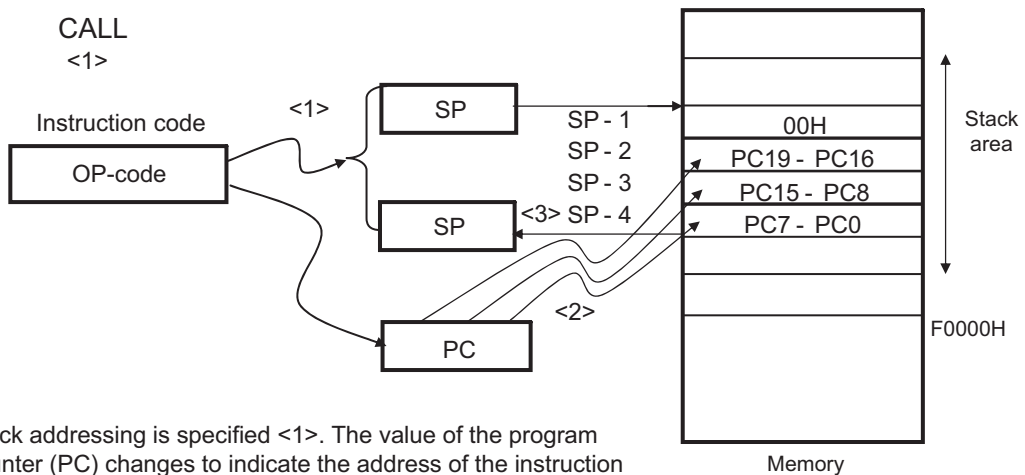 CALL
<1>
Instruction code
OP-code
<1>
SP
SP
SP - 1
SP - 2
SP - 3
<3> SP - 4
<2>
PC
00H
PC19 - PC16
PC15 - PC8
PC7 - PC0
Stack
area
F0000H
Memory
addressing is specified <1>. The value of the program
(PC) changes to indicate the address of the instruction